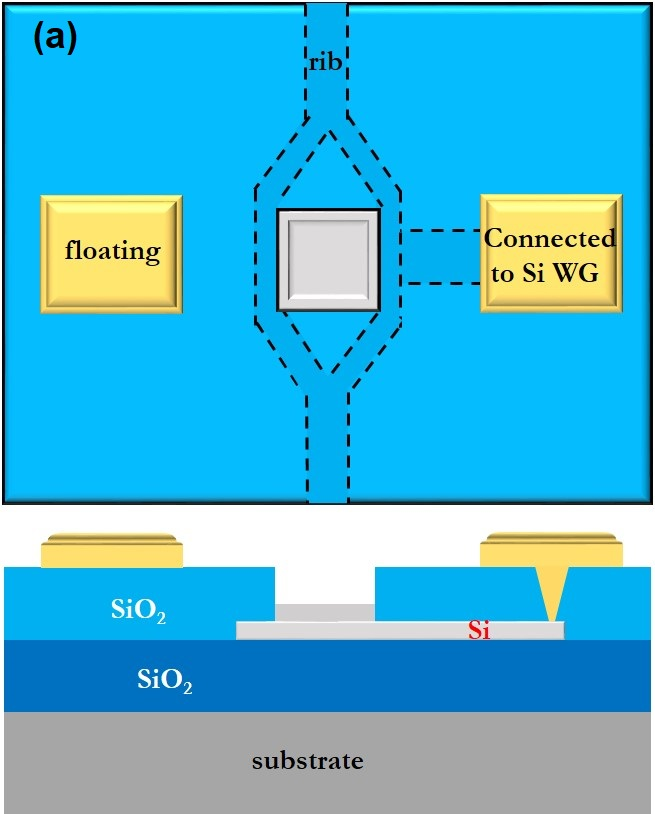 (a)
rib
floating
Connected
to Si WG
SiO₂
Si
SiO₂
substrate